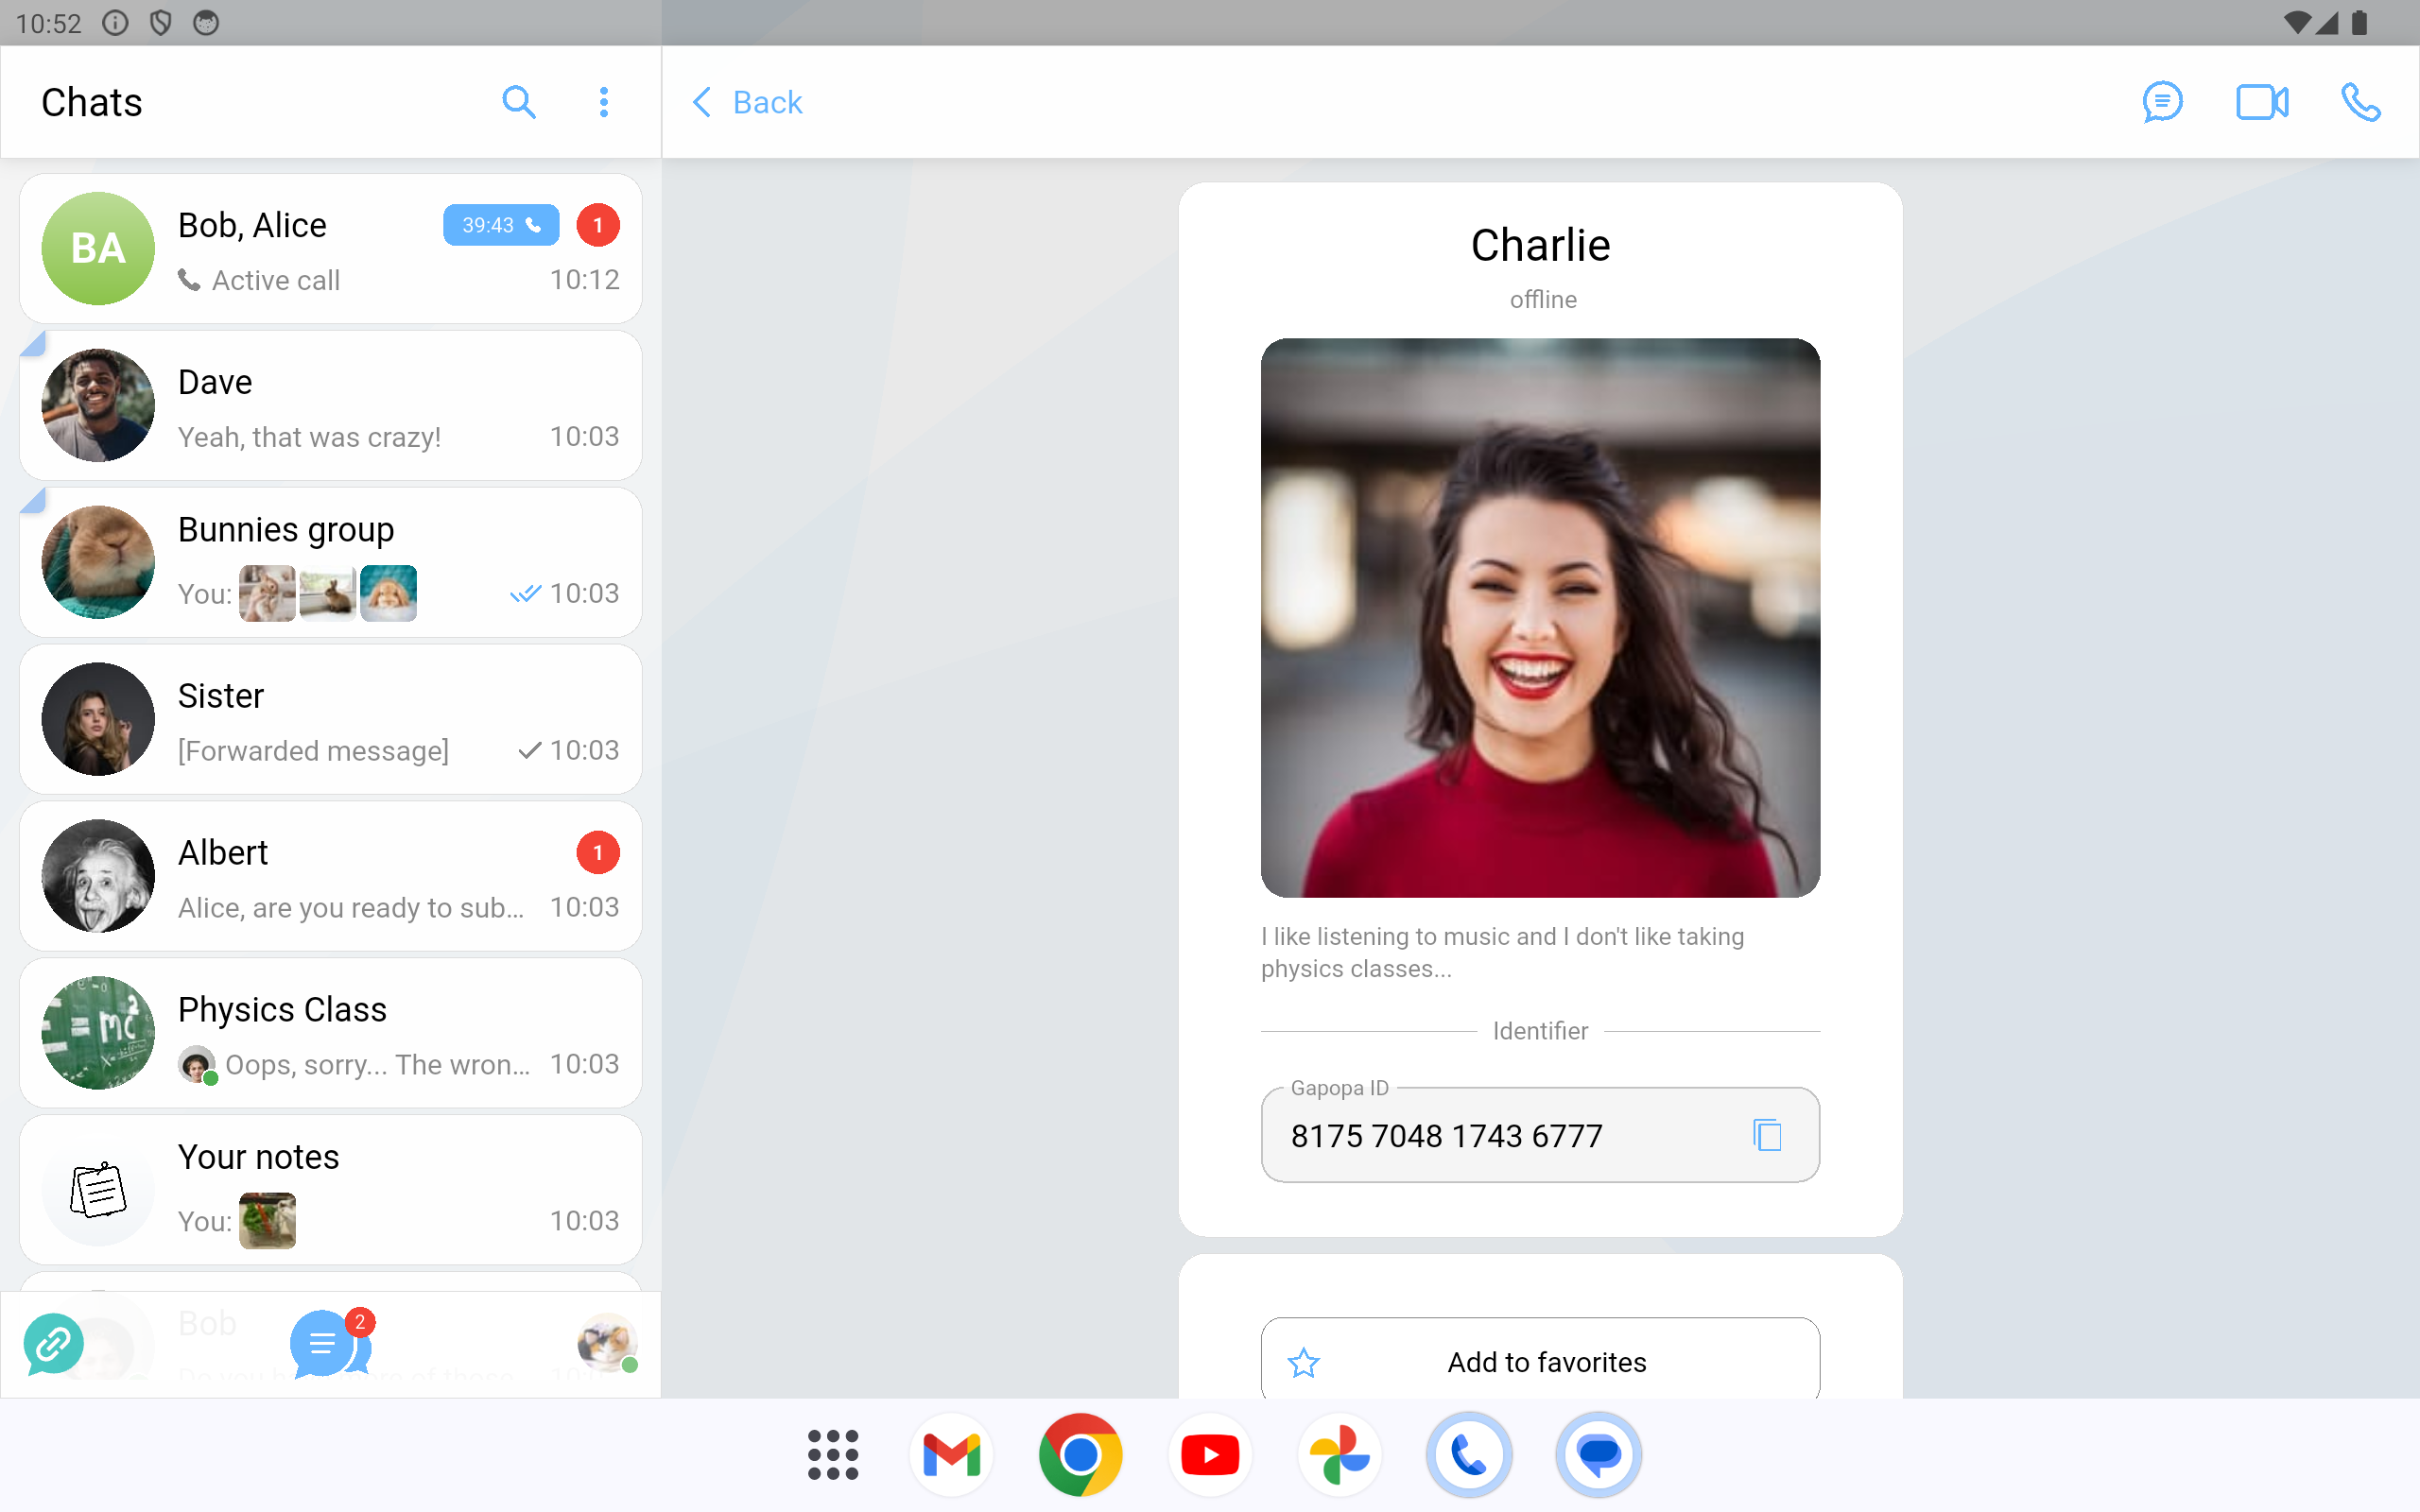 10:52
Chats
Back
BA
Bob, Alice
39:43
1
Active call
10:12
Dave
Yeah, that was crazy!
10:03
Bunnies group
You:
10:03
Sister
[Forwarded message]
10:03
Albert
1
Alice, are you ready to sub...
10:03
Physics Class
Oops, sorry... The wron...
10:03
Your notes
You:
10:03
Bob
2
Charlie
offline
I like listening to music and I don't like taking
physics classes...
Identifier
Gapopa ID
8175 7048 1743 6777
Add to favorites